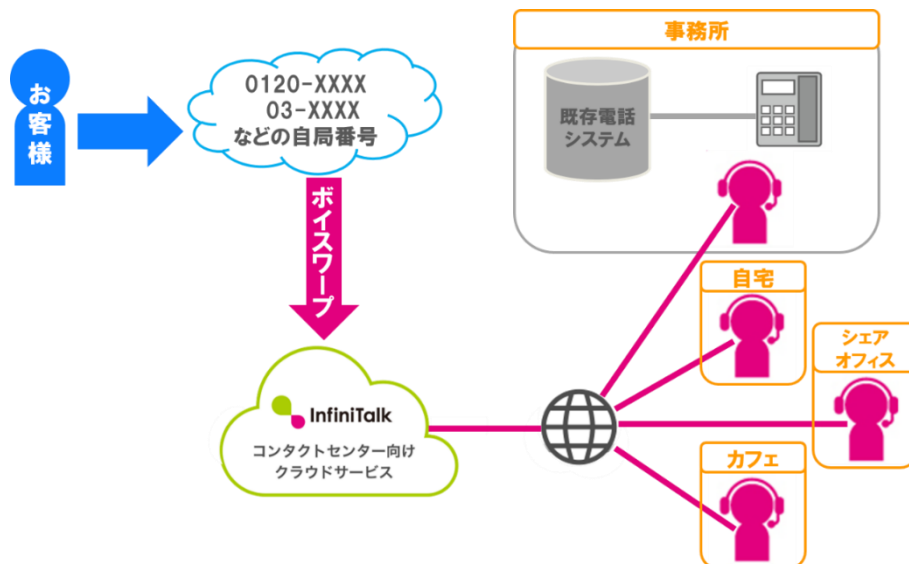 お客様
0120-XXXX
03-XXXX
などの自局番号
ボイスワープ
InfiniTalk
コンタクトセンター向け
クラウドサービス
事務所
既存電話
システム
自宅
シェア
オフィス
カフェ